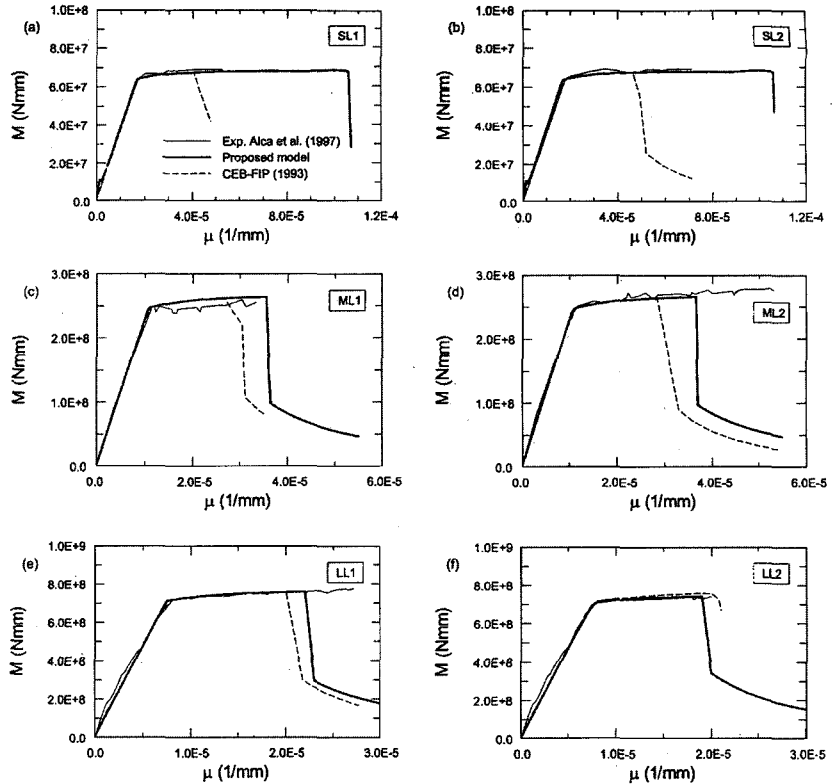 (a)
SL1
M (Nmm)
1.0E+8
8.0E+7
6.0E+7
4.0E+7
2.0E+7
0.0
Exp. Alca et al. (1997)
Proposed model
CEB-FIP (1993)
0.0 4.0E-5 8.0E-5 1.2E-4
μ (1/mm)
(b)
SL2
M (Nmm)
1.0E+8
8.0E+7
6.0E+7
4.0E+7
2.0E+7
0.0
0.0 4.0E-5 8.0E-5 1.2E-4
μ (1/mm)
(c)
ML1
M (Nmm)
3.0E+8
2.0E+8
1.0E+8
0.0
0.0 2.0E-5 4.0E-5 6.0E-5
μ (1/mm)
(d)
ML2
M (Nmm)
3.0E+8
2.0E+8
1.0E+8
0.0
0.0 2.0E-5 4.0E-5 6.0E-5
μ (1/mm)
(e)
LL1
M (Nmm)
1.0E+9
8.0E+8
6.0E+8
4.0E+8
2.0E+8
0.0
0.0 1.0E-5 2.0E-5 3.0E-5
μ (1/mm)
(f)
LL2
M (Nmm)
1.0E+9
8.0E+8
6.0E+8
4.0E+8
2.0E+8
0.0
0.0 1.0E-5 2.0E-5 3.0E-5
μ (1/mm)